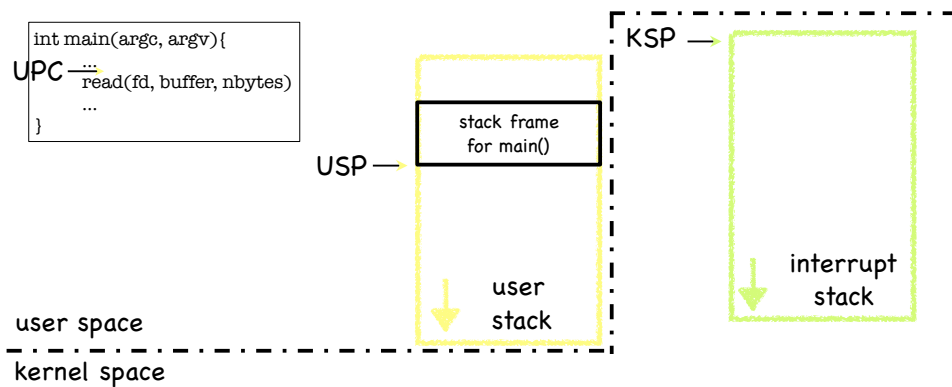 int main(argc, argv){
...
UPC
read(fd, buffer, nbytes)
...
}
stack frame
for main()
USP
user
stack
KSP
interrupt
stack
user space
kernel space